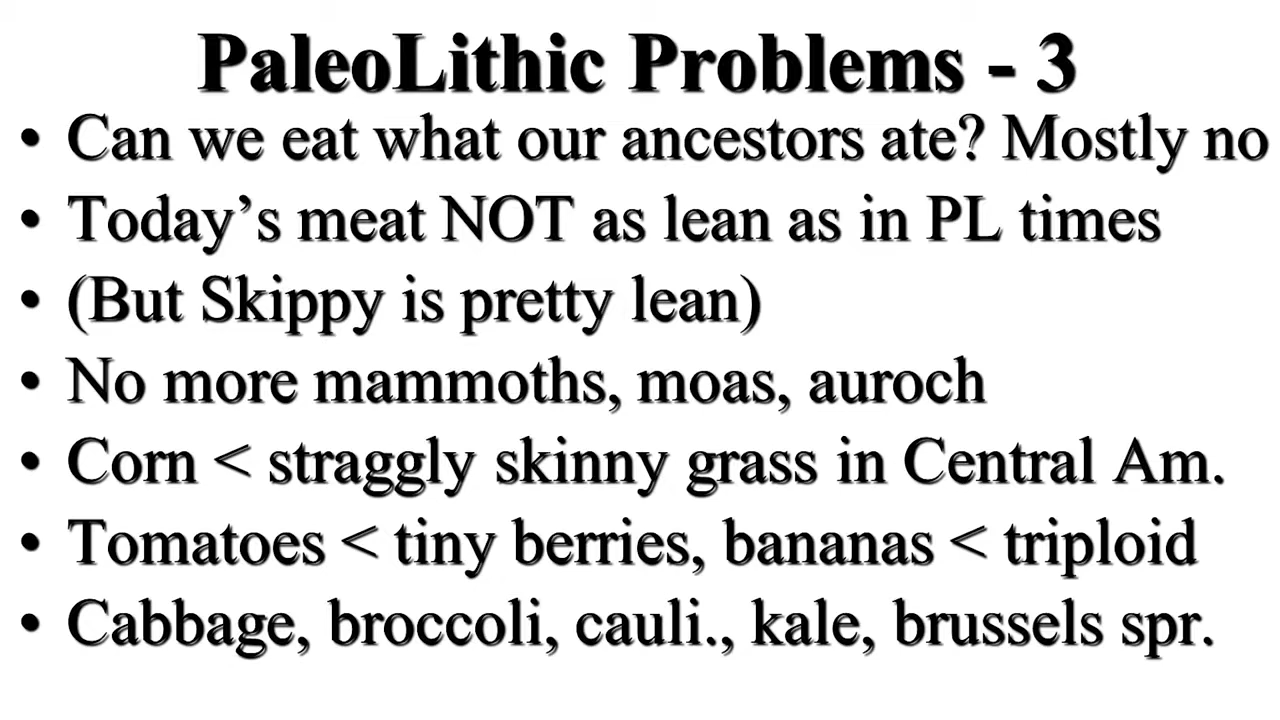 PaleoLithic Problems - 3
• Can we eat what our ancestors ate? Mostly no
• Today’s meat NOT as lean as in PL times
• (But Skippy is pretty lean)
• No more mammoths, moas, auroch
• Corn < straggly skinny grass in Central Am.
• Tomatoes < tiny berries, bananas < triploid
• Cabbage, broccoli, cauli., kale, brussels spr.